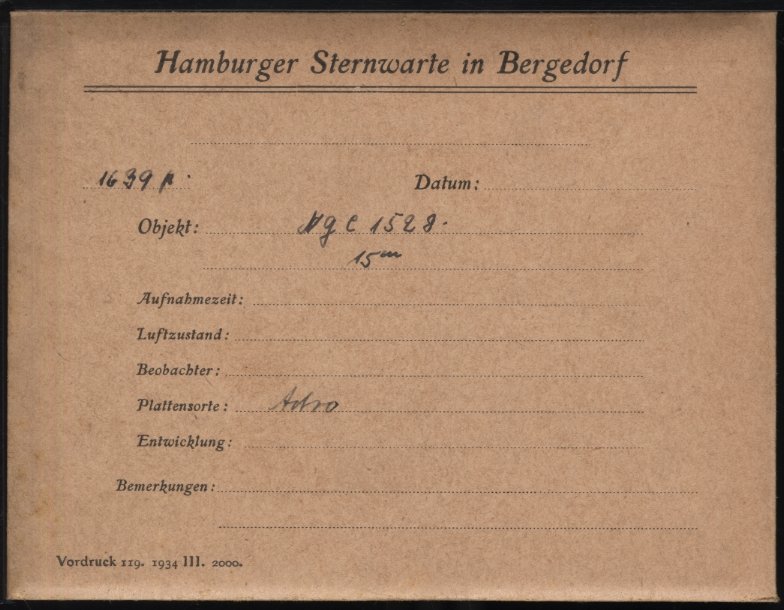 Hamburger Sternwarte in Bergedorf
1639 p. Datum:
Objekt: NgC 1528.
15m
Aufnahmezeit:
Luftzustand:
Beobachter:
Plattensorte: Astro
Entwicklung:
Bemerkungen:
Vordruck 119. 1934 III. 2000.